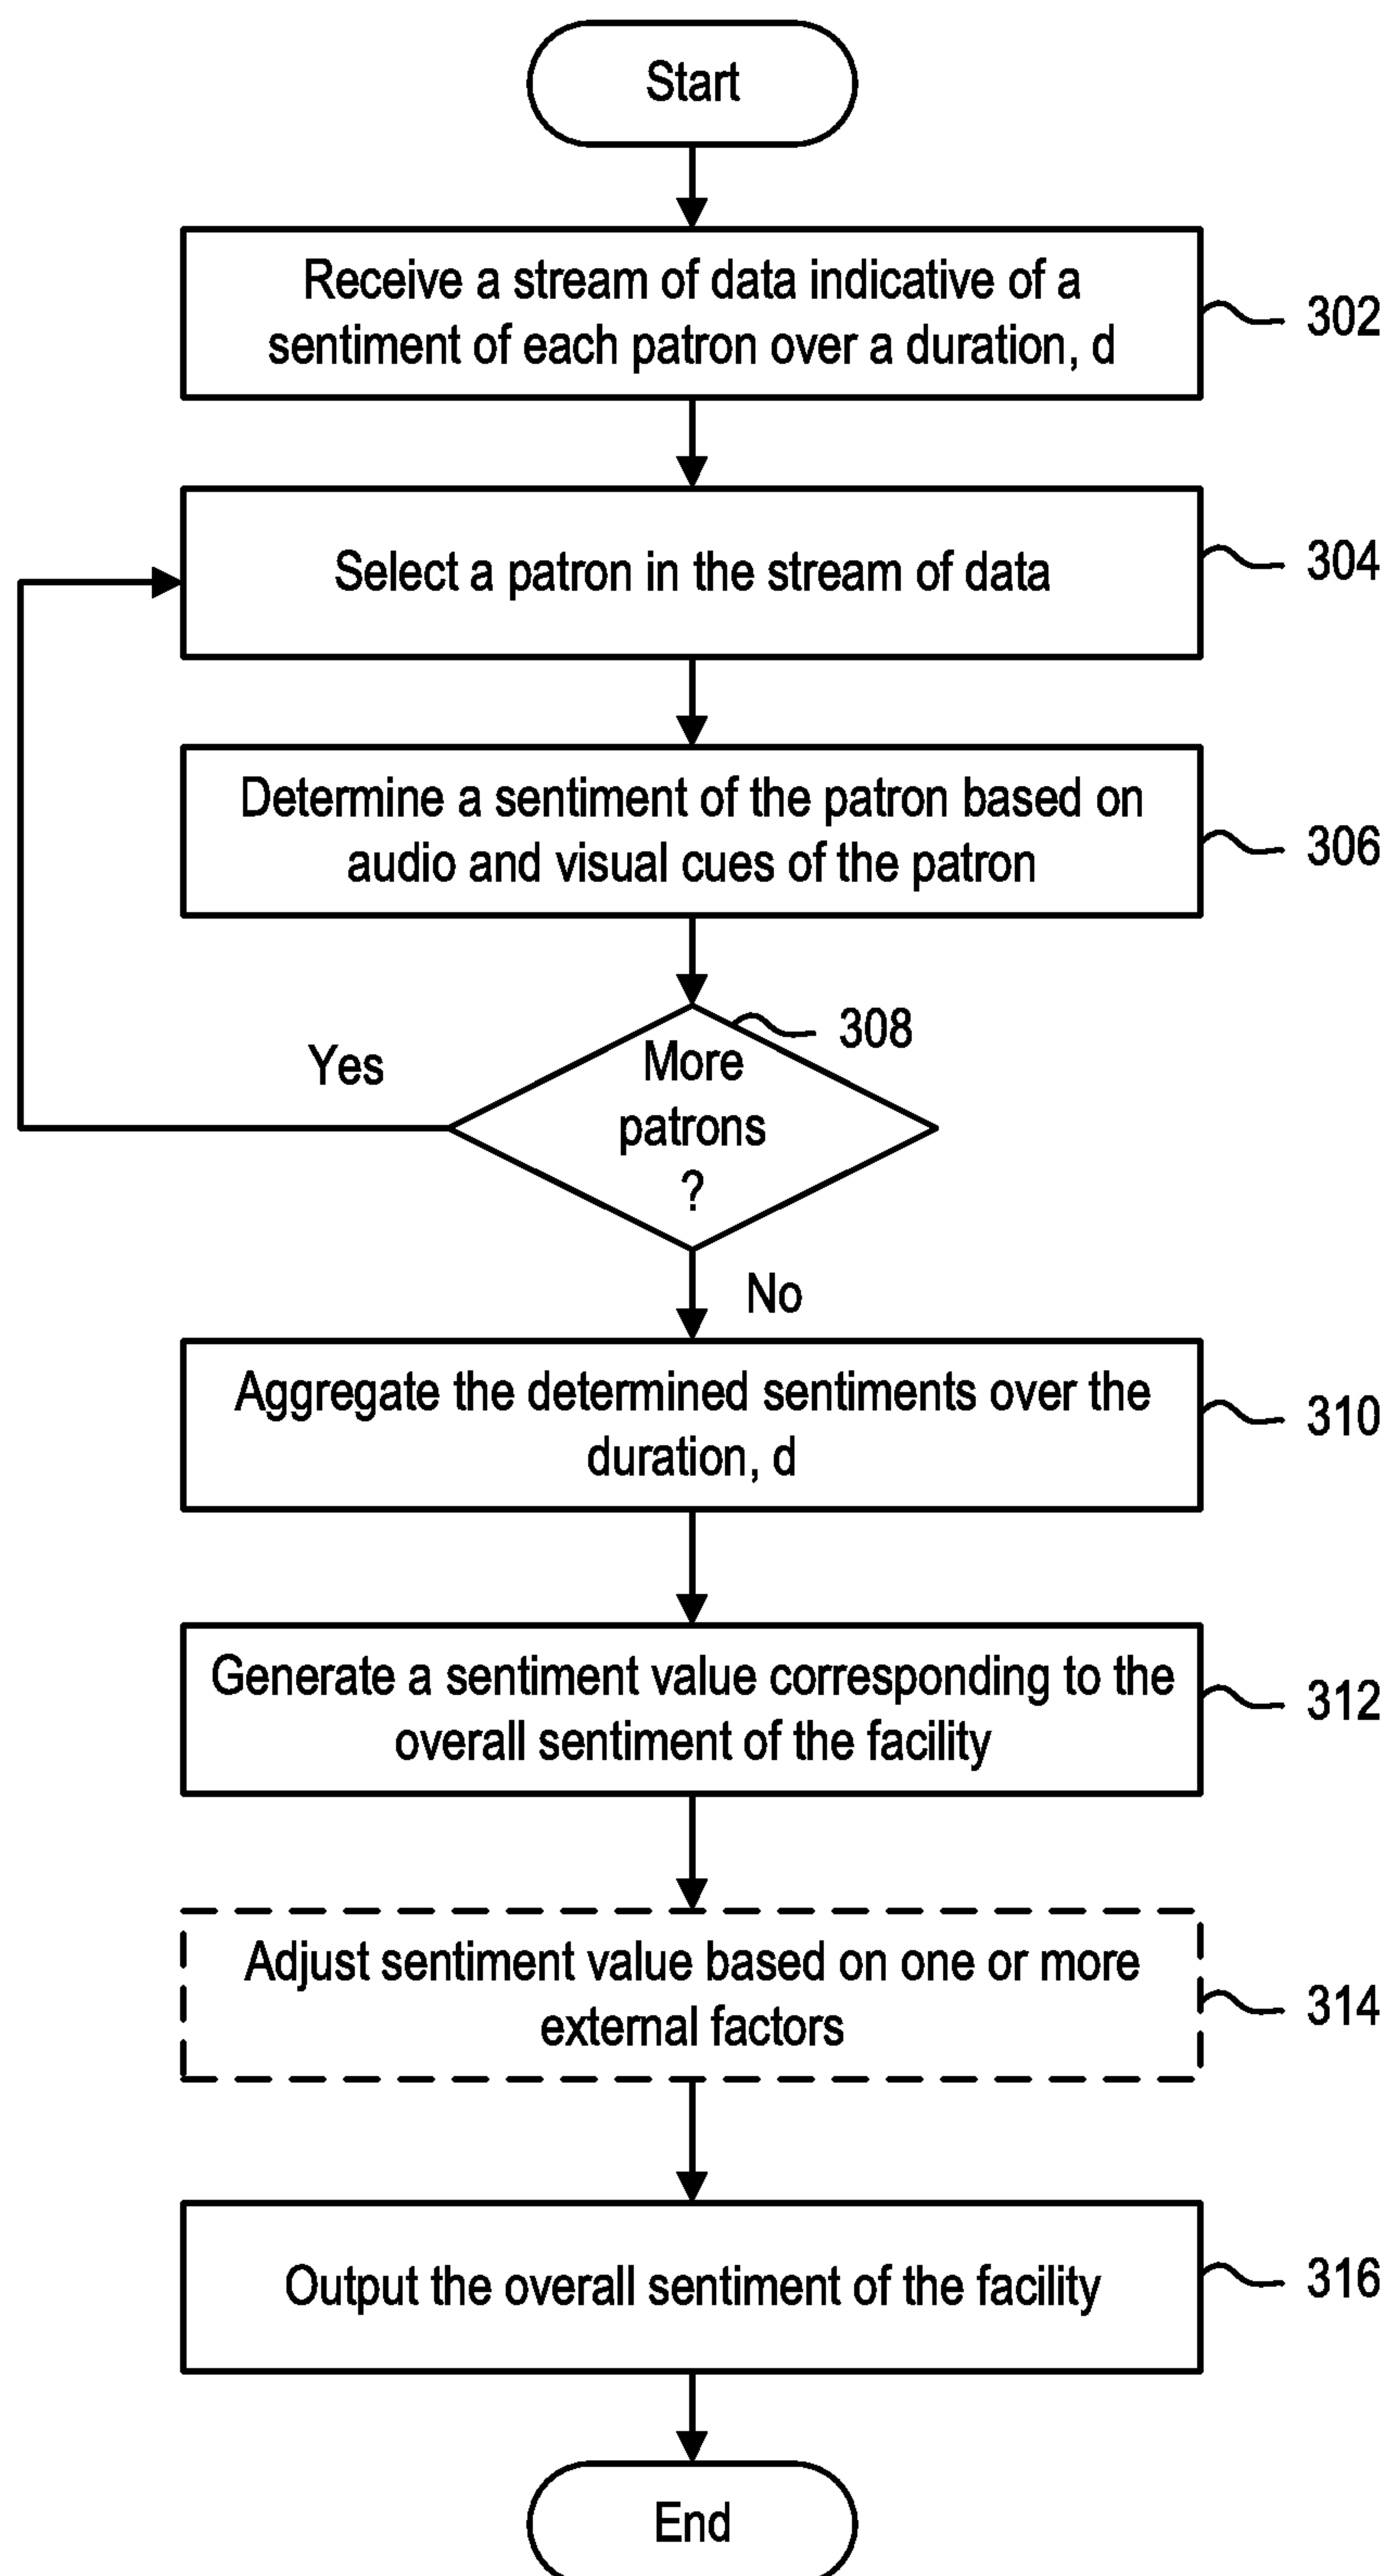 Start
Receive a stream of data indicative of a
sentiment of each patron over a duration, d
302
Select a patron in the stream of data
304
Determine a sentiment of the patron based on
audio and visual cues of the patron
306
308
More
patrons
?
Yes
No
Aggregate the determined sentiments over the
duration, d
310
Generate a sentiment value corresponding to the
overall sentiment of the facility
312
Adjust sentiment value based on one or more
external factors
314
Output the overall sentiment of the facility
316
End